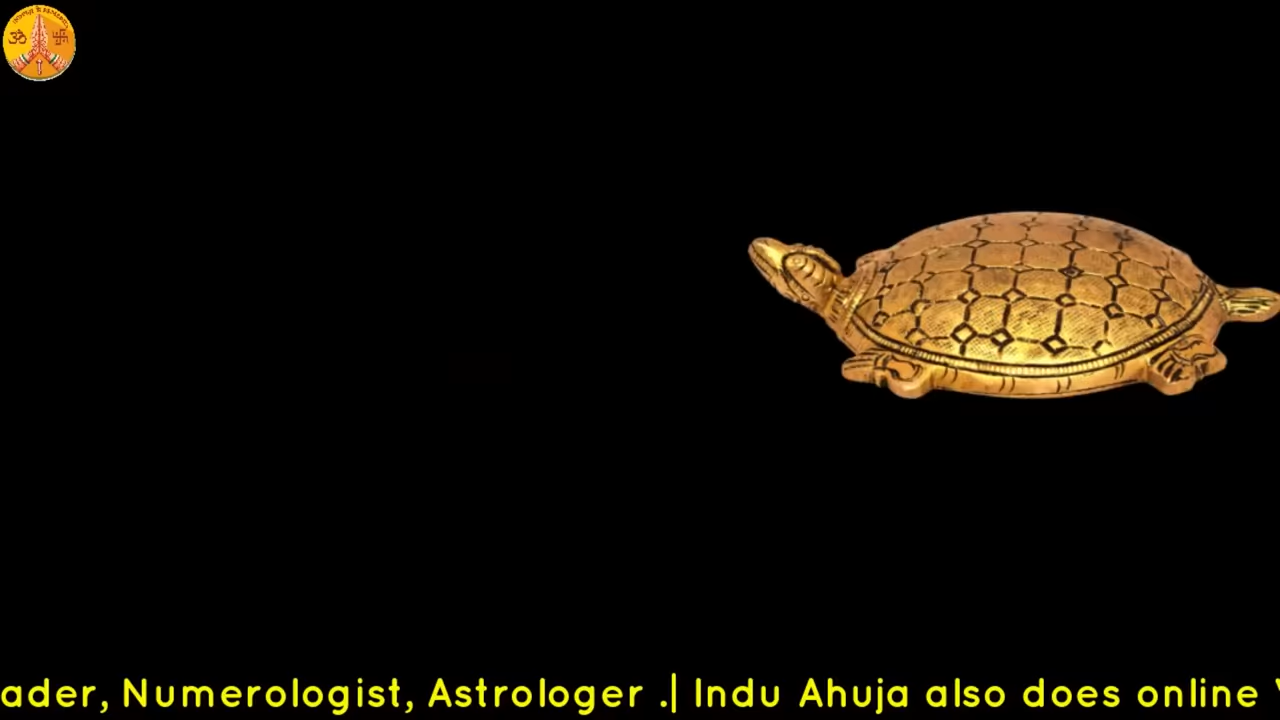 ॐ
ader, Numerologist, Astrologer .| Indu Ahuja also does online